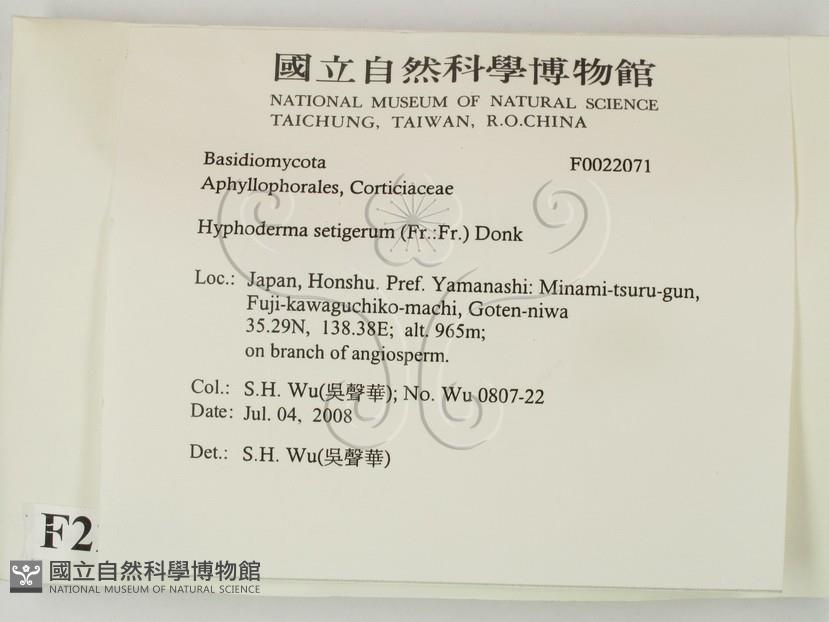 國立自然科學博物館
NATIONAL MUSEUM OF NATURAL SCIENCE
TAICHUNG, TAIWAN, R.O.CHINA
Basidiomycota F0022071
Aphyllophorales, Corticiaceae
Hyphoderma setigerum (Fr.:Fr.) Donk
Loc.: Japan, Honshu. Pref. Yamanashi: Minami-tsuru-gun,
Fuji-kawaguchiko-machi, Goten-niwa
35.29N, 138.38E; alt. 965m;
on branch of angiosperm.
Col.: S.H. Wu(吳聲華); No. Wu 0807-22
Date: Jul. 04, 2008
Det.: S.H. Wu(吳聲華)
F2
國立自然科學博物館
NATIONAL MUSEUM OF NATURAL SCIENCE